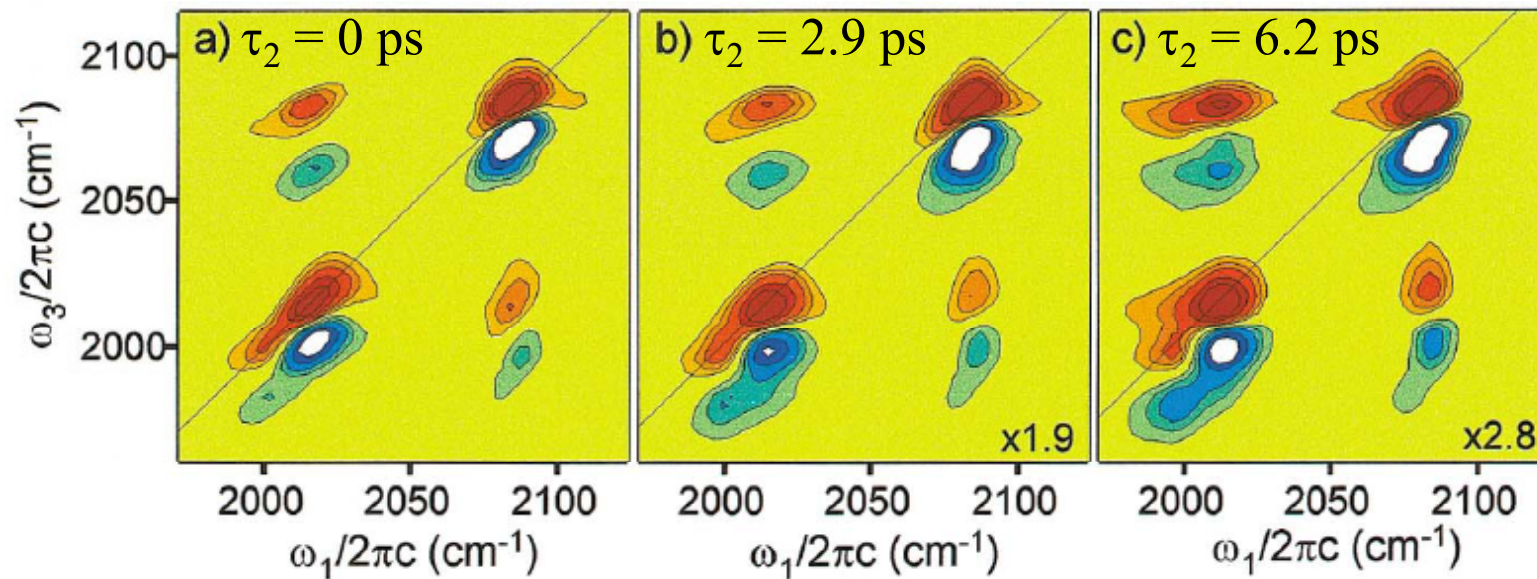 a) τ₂ = 0 ps
b) τ₂ = 2.9 ps
c) τ₂ = 6.2 ps
2100
2050
2000
ω₃/2πc (cm⁻¹)
x1.9
x2.8
2000 2050 2100
2000 2050 2100
2000 2050 2100
ω₁/2πc (cm⁻¹)
ω₁/2πc (cm⁻¹)
ω₁/2πc (cm⁻¹)